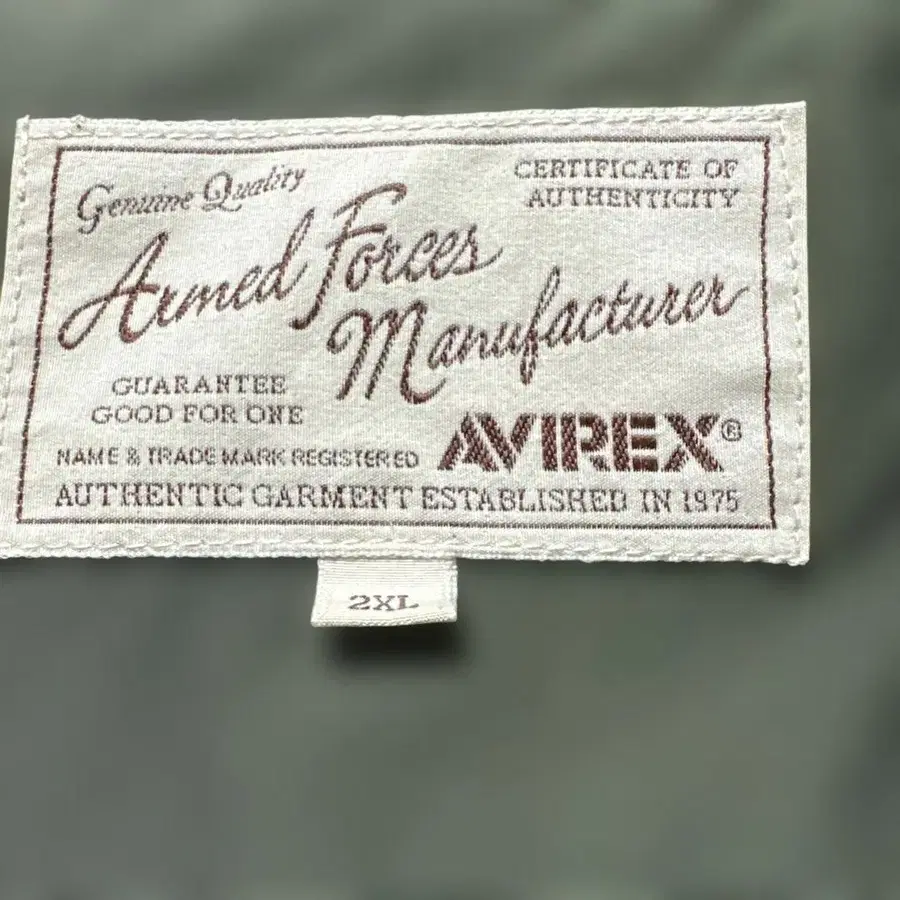 Genuine Quality
CERTIFICATE OF
AUTHENTICITY
Armed Forces
Manufacturer
GUARANTEE
GOOD FOR ONE
AVIREX®
NAME & TRADE MARK REGISTERED
AUTHENTIC GARMENT ESTABLISHED IN 1975
2XL